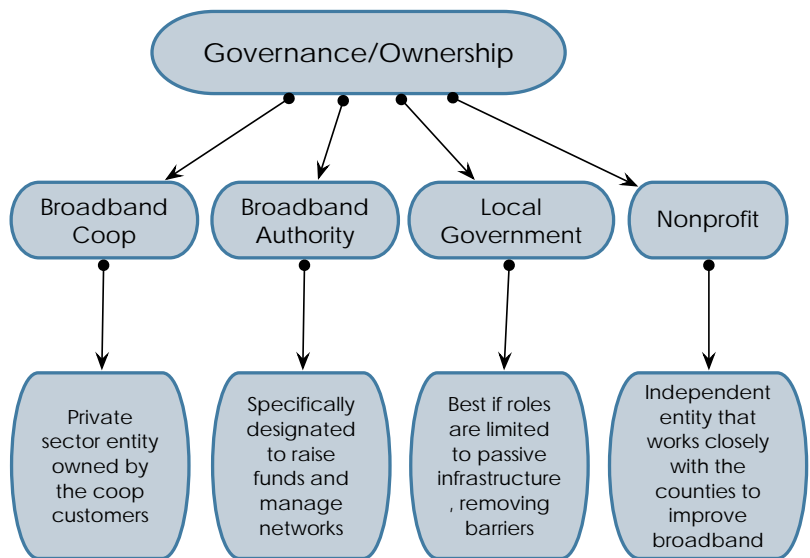 Governance/Ownership
Broadband
Coop
Broadband
Authority
Local
Government
Nonprofit
Private
sector entity
owned by
the coop
customers
Specifically
designated
to raise
funds and
manage
networks
Best if roles
are limited
to passive
infrastructure
, removing
barriers
Independent
entity that
works closely
with the
counties to
improve
broadband